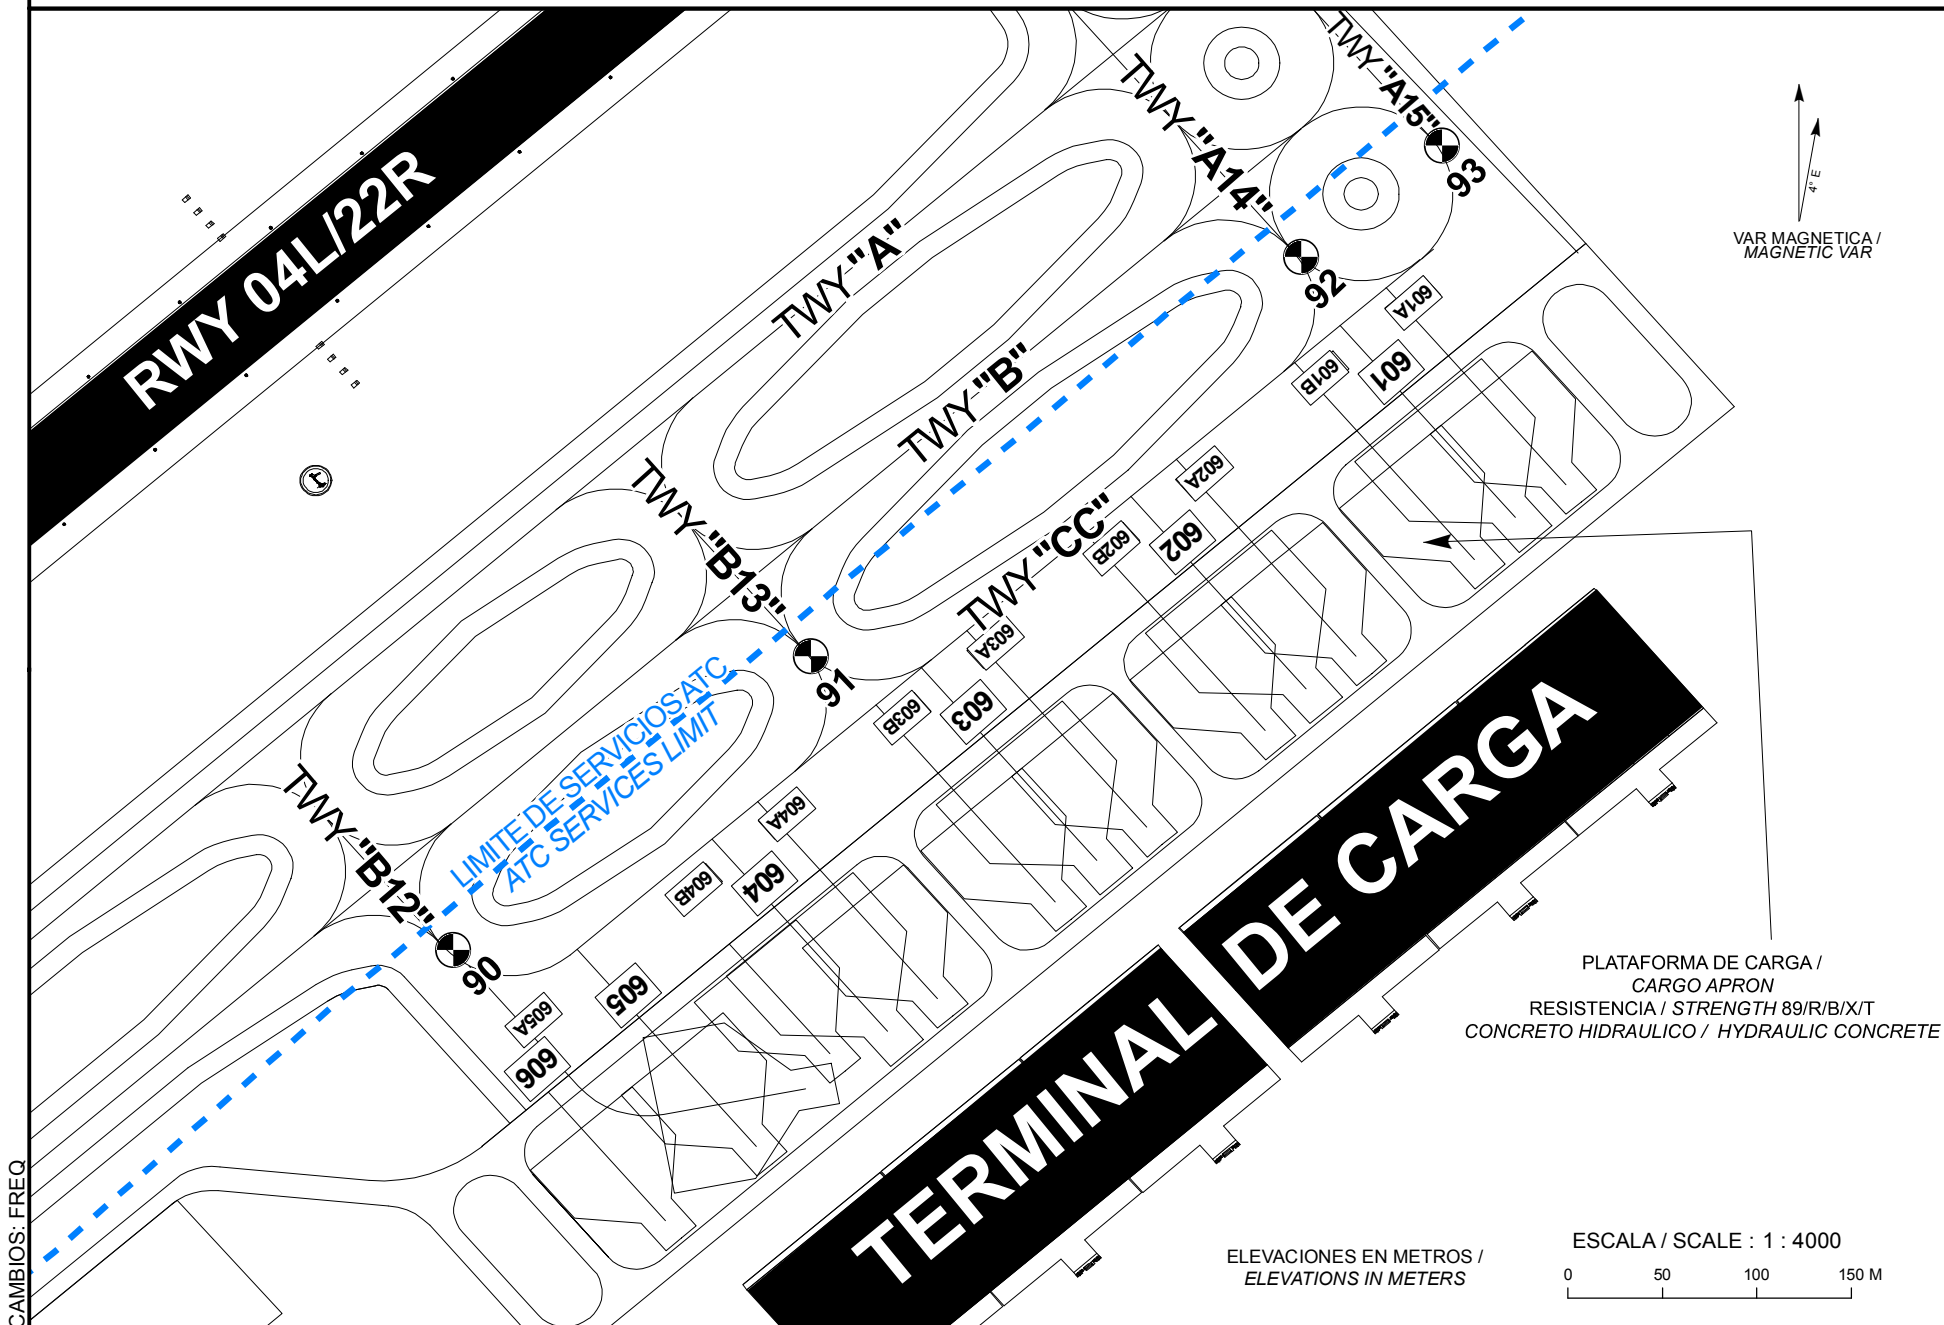 TWY "A15"
93
TWY "A14"
92
4° E
VAR MAGNETICA /
MAGNETIC VAR
RWY 04L/22R
TWY "A"
TWY "B"
601A
601
601B
602A
602
602B
TWY "CC"
TWY "B13"
91
603A
603
603B
LIMITE DE SERVICIOS ATC
ATC SERVICES LIMIT
604A
604
604B
TWY "B12"
90
605
605A
606
TERMINAL DE CARGA
PLATAFORMA DE CARGA /
CARGO APRON
RESISTENCIA / STRENGTH 89/R/B/X/T
CONCRETO HIDRAULICO / HYDRAULIC CONCRETE
ELEVACIONES EN METROS /
ELEVATIONS IN METERS
ESCALA / SCALE : 1 : 4000
0 50 100 150 M
CAMBIOS: FREQ